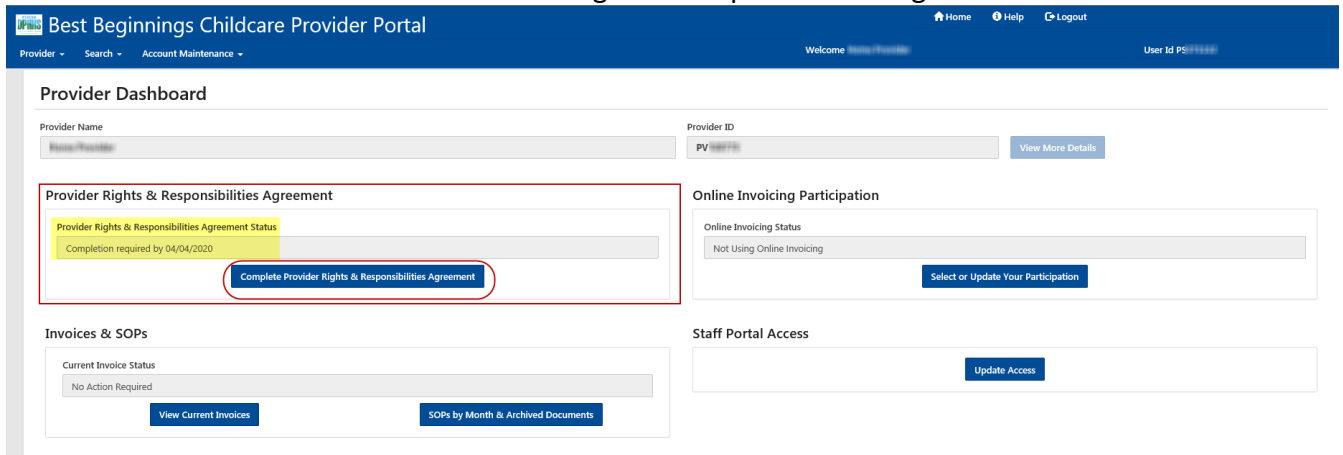 Best Beginnings Childcare Provider Portal
Home Help Logout
Provider Search Account Maintenance
Welcome
User Id PS
Provider Dashboard
Provider Name
Provider ID
PV
View More Details
Provider Rights & Responsibilities Agreement
Provider Rights & Responsibilities Agreement Status
Completion required by 04/04/2020
Complete Provider Rights & Responsibilities Agreement
Online Invoicing Participation
Online Invoicing Status
Not Using Online Invoicing
Select or Update Your Participation
Invoices & SOPs
Current Invoice Status
No Action Required
View Current Invoices
SOPs by Month & Archived Documents
Staff Portal Access
Update Access